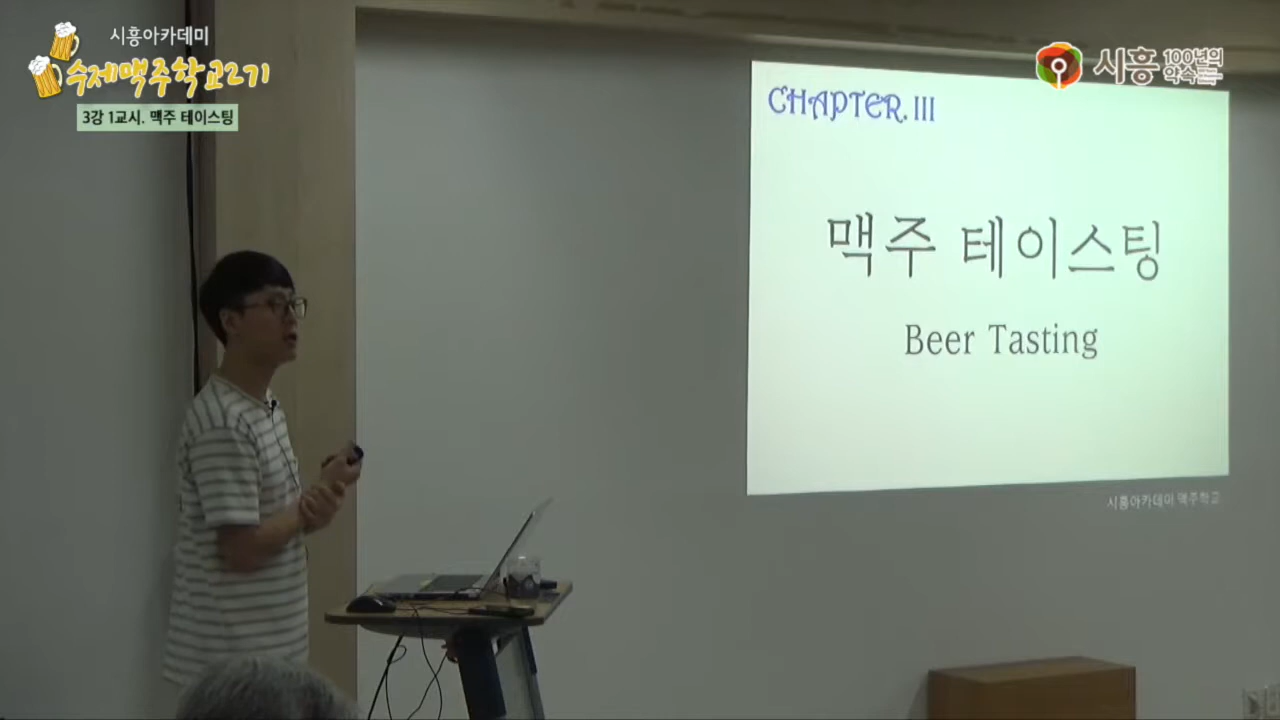 시흥아카데미
수제맥주학교2기
3강 1교시. 맥주 테이스팅
시흥 100년의 약속
CHAPTER. III
맥주 테이스팅
Beer Tasting
시흥아카데미 맥주학교